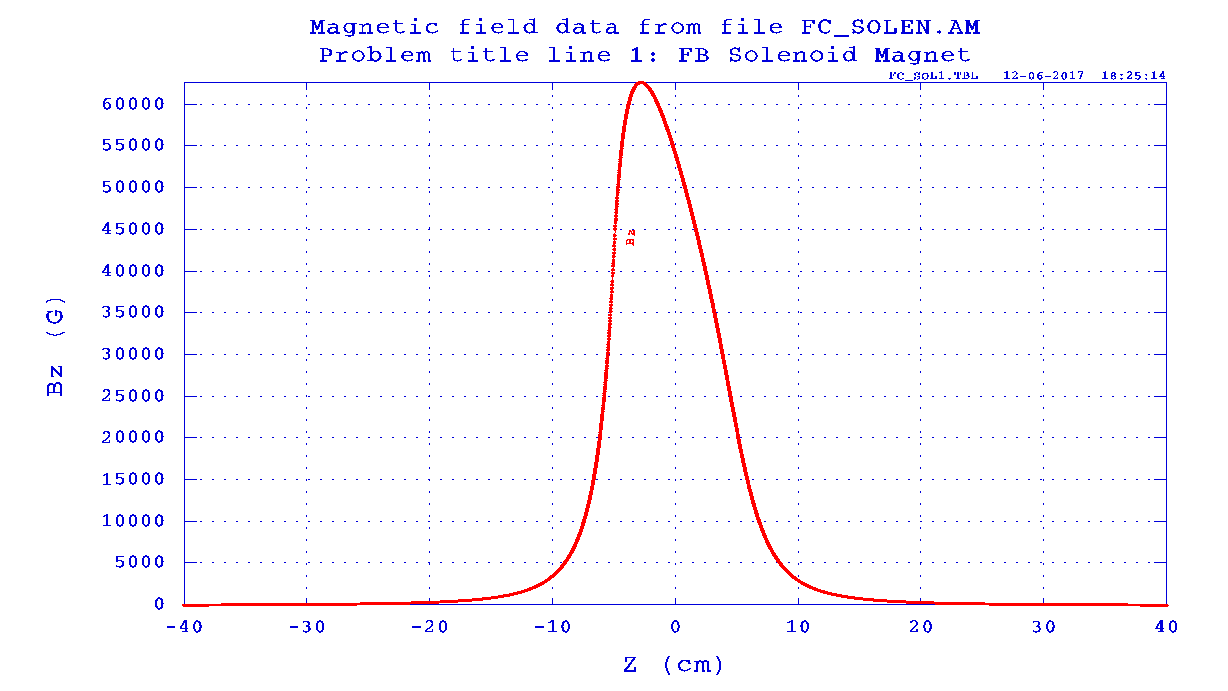 Magnetic field data from file FC_SOLEN.AM
Problem title line 1: FB Solenoid Magnet
FC_SOL1.TBL 12-06-2017 18:25:14
60000
55000
50000
45000
40000
35000
30000
25000
20000
15000
10000
5000
0
Bz (G)
Bz
-40 -30 -20 -10 0 10 20 30 40
Z (cm)